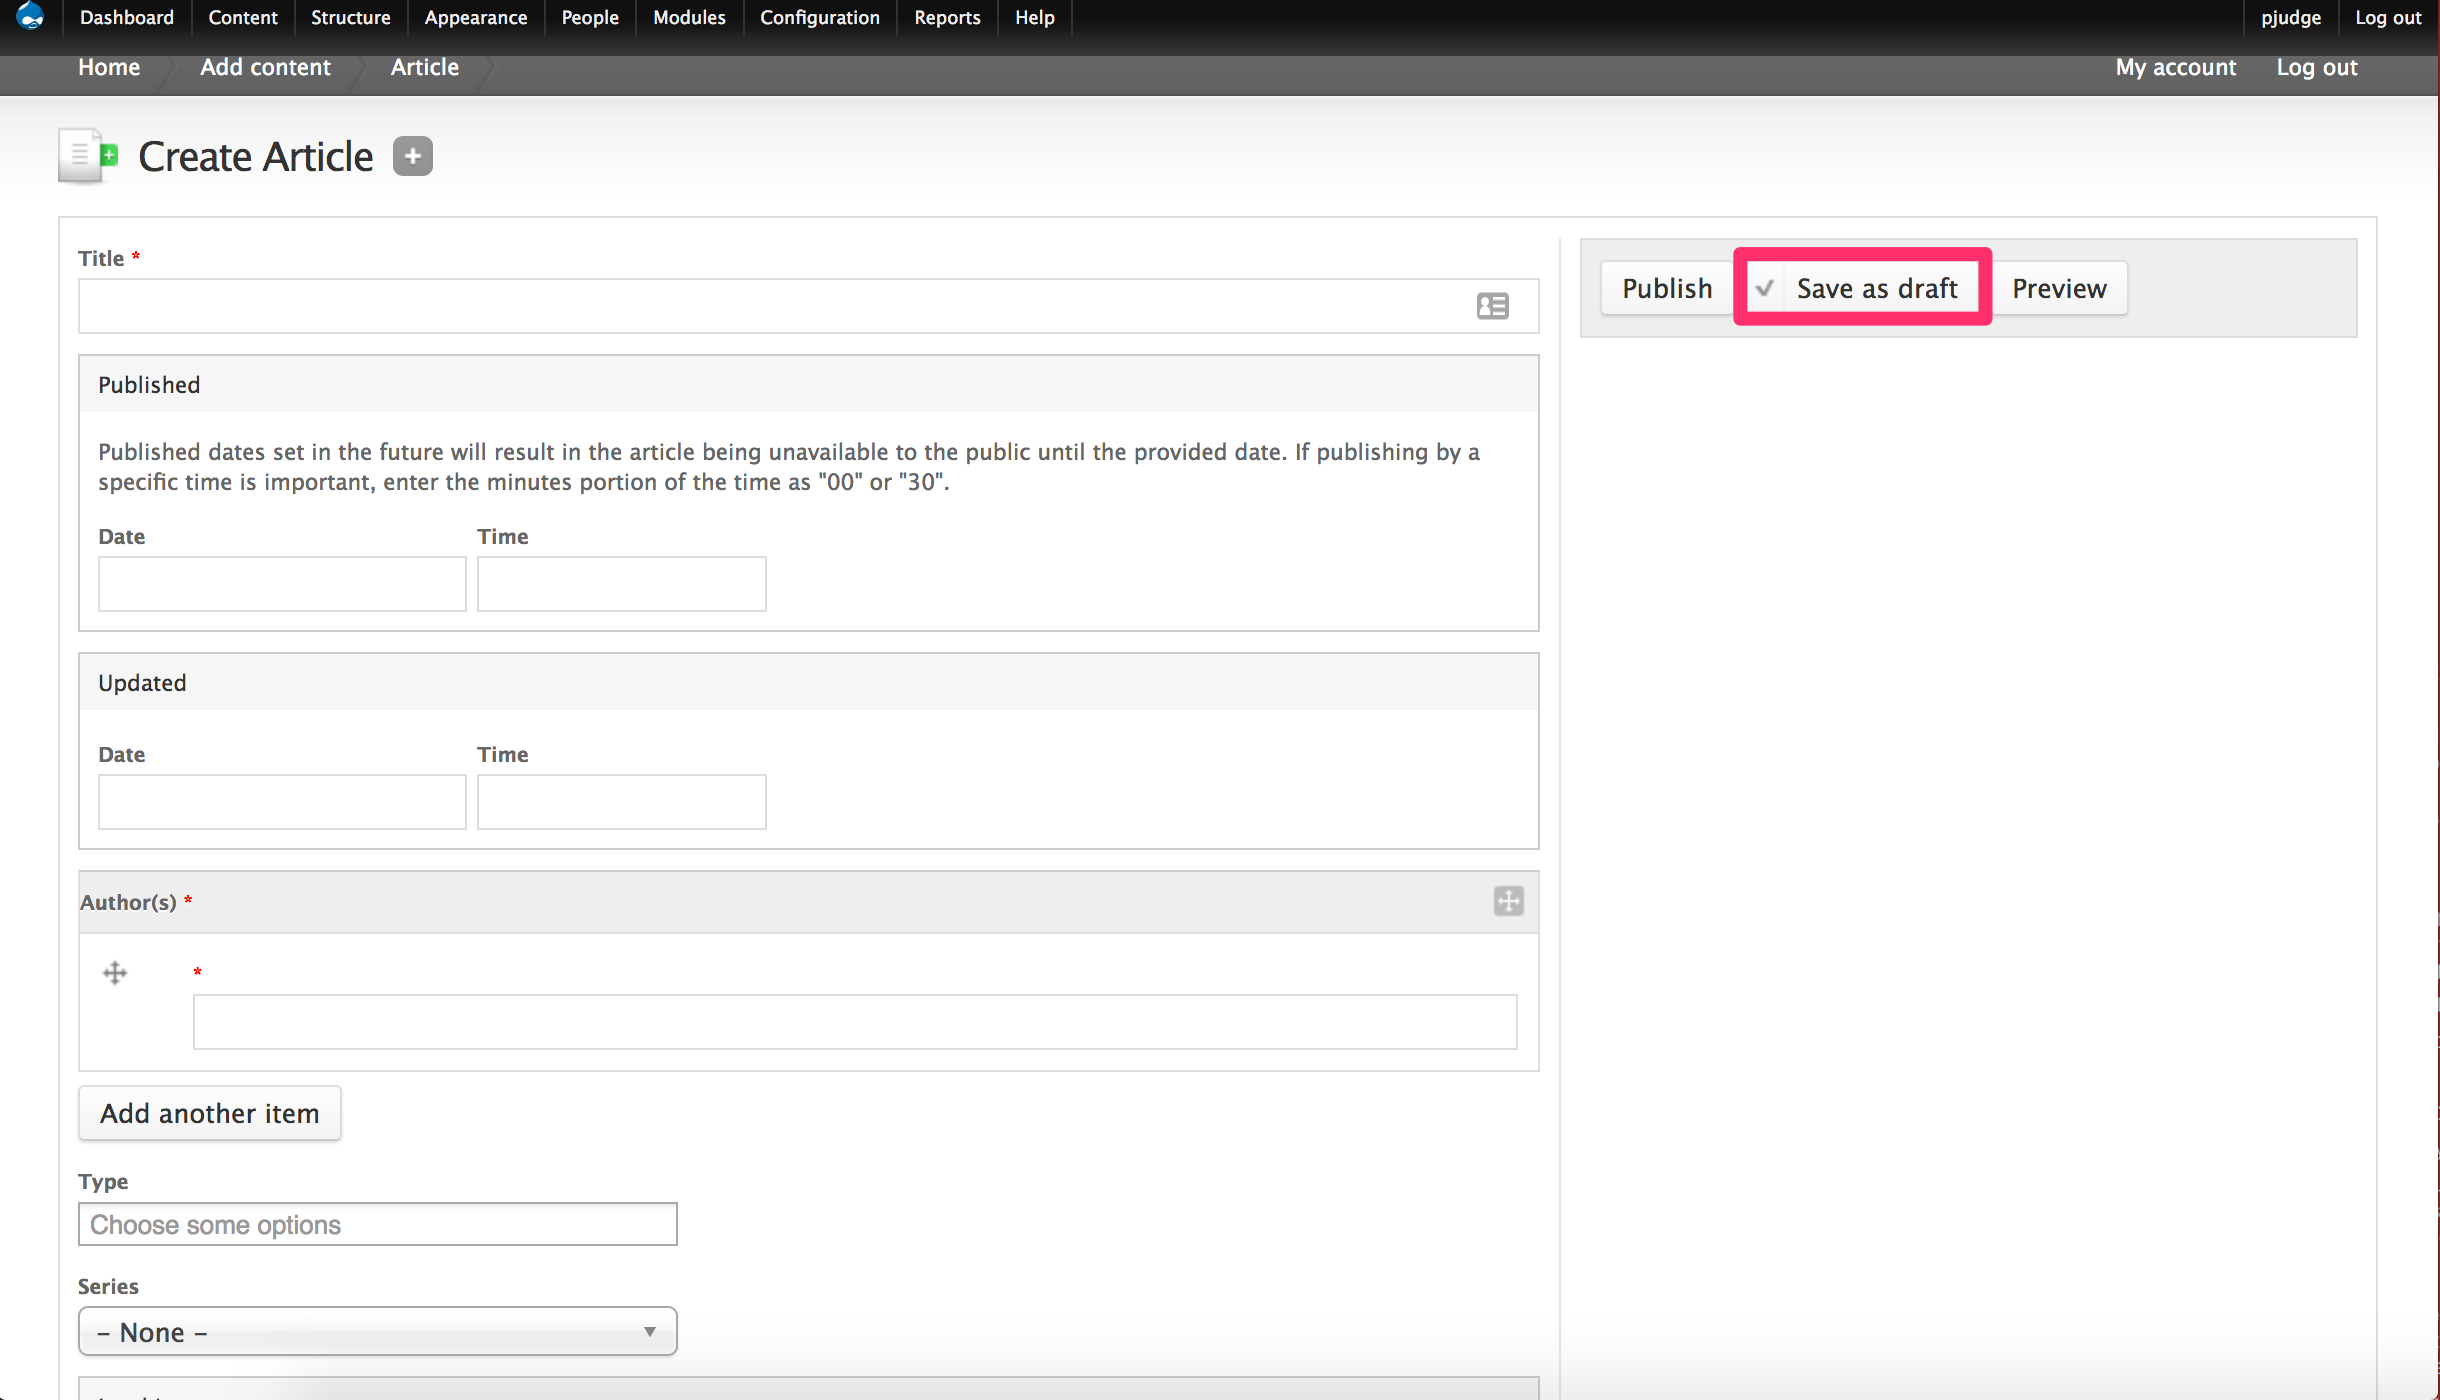 Dashboard Content Structure Appearance People Modules Configuration Reports Help pjudge Log out
Home Add content Article My account Log out
Create Article
Title *
Publish Save as draft Preview
Published
Published dates set in the future will result in the article being unavailable to the public until the provided date. If publishing by a
specific time is important, enter the minutes portion of the time as "00" or "30".
Date Time
Updated
Date Time
Author(s) *
*
Add another item
Type
Choose some options
Series
- None -